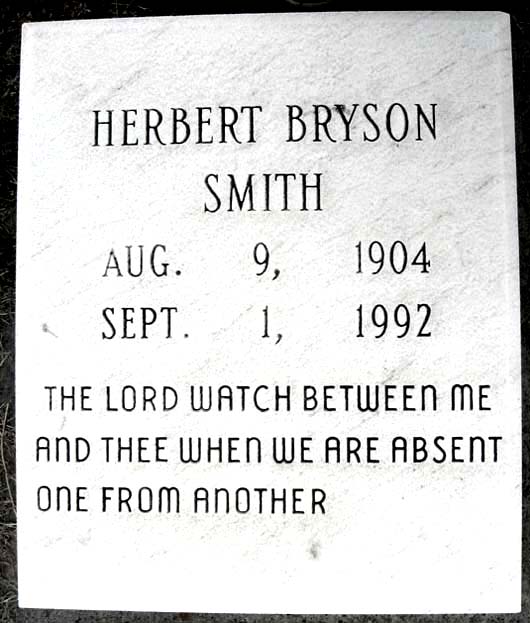 HERBERT BRYSON
SMITH
AUG. 9, 1904
SEPT. 1, 1992
THE LORD WATCH BETWEEN ME
AND THEE WHEN WE ARE ABSENT
ONE FROM ANOTHER